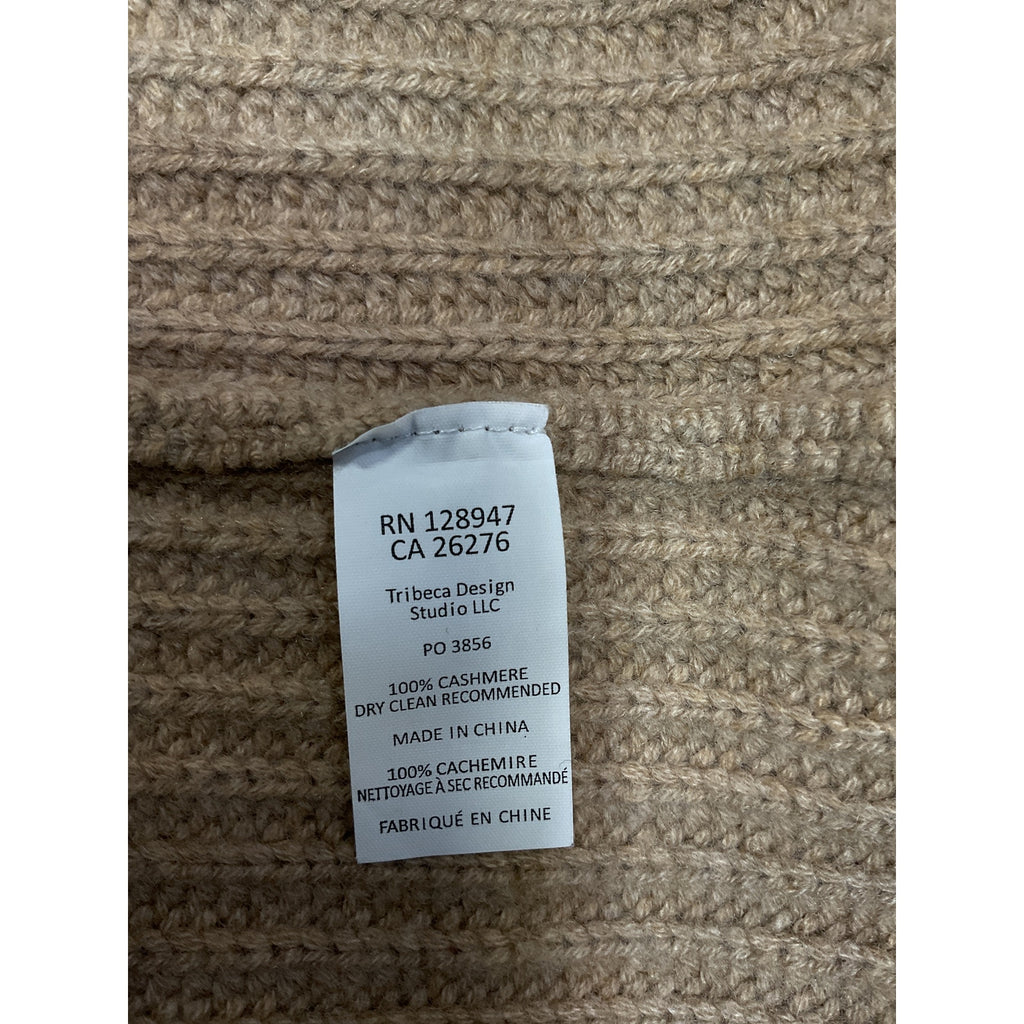 RN 128947
CA 26276
Tribeca Design
Studio LLC
PO 3856
100% CASHMERE
DRY CLEAN RECOMMENDED
MADE IN CHINA
100% CACHEMIRE
NETTOYAGE À SEC RECOMMANDÉ
FABRIQUÉ EN CHINE